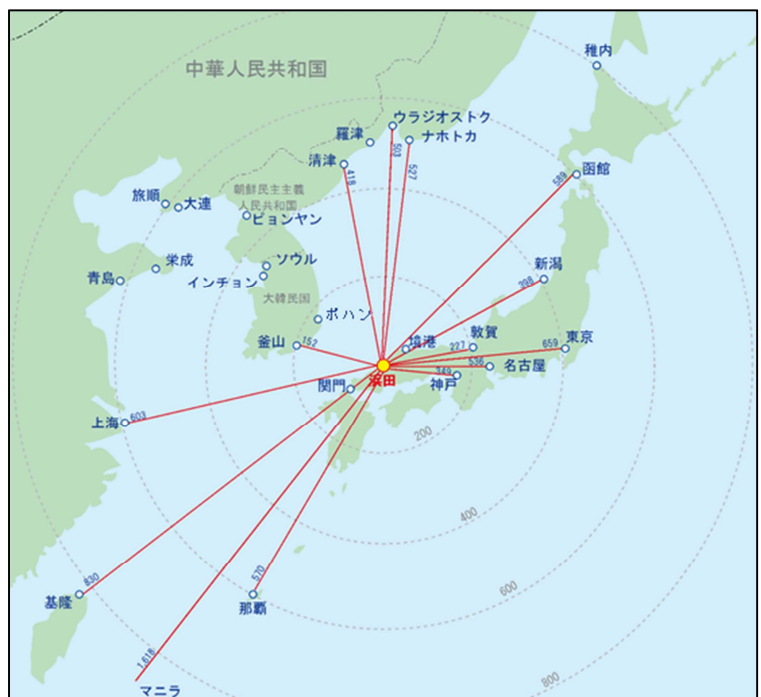 稚内
中華人民共和国
ウラジオストク
羅津
ナホトカ
清津
503
527
418
函館
589
旅順
大連
朝鮮民主主義
人民共和国
ピョンヤン
栄成
ソウル
新潟
青島
インチョン
398
大韓民国
ポハン
敦賀
東京
釜山
152
境港
227
659
536
名古屋
349
神戸
浜田
関門
上海
603
200
400
830
570
600
基隆
那覇
1,618
800
マニラ